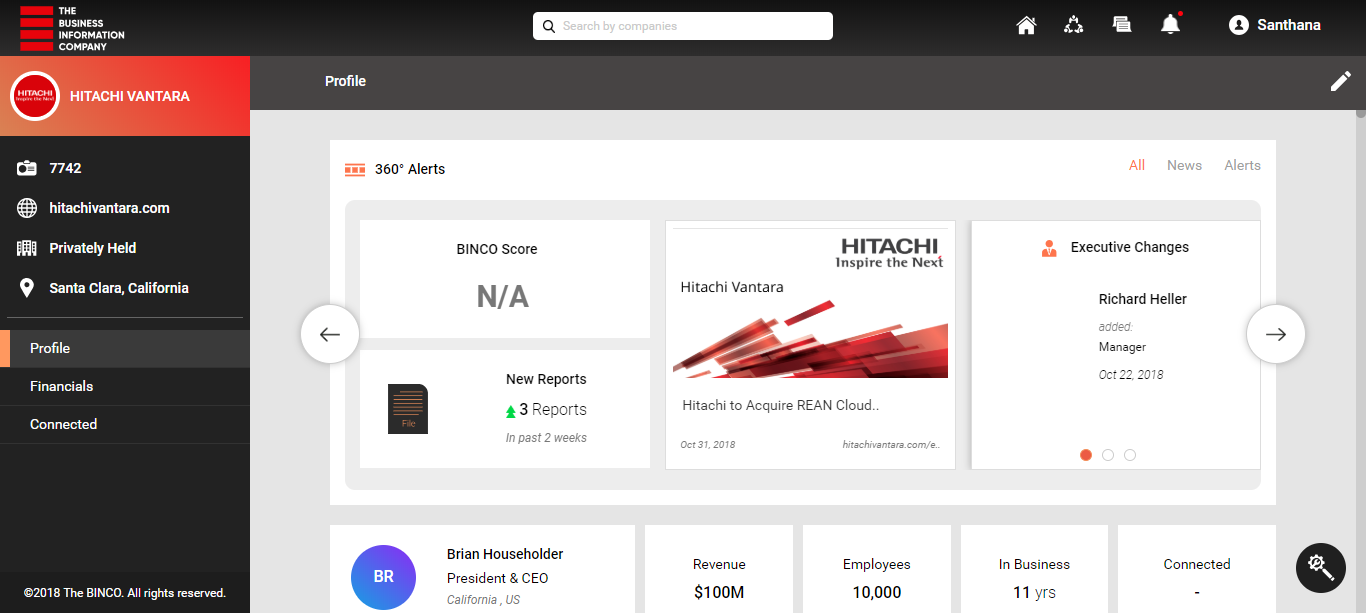 THE
BUSINESS
INFORMATION
COMPANY
Search by companies
Santhana
HITACHI
Inspire the Next
HITACHI VANTARA
Profile
7742
hitachivantara.com
Privately Held
Santa Clara, California
Profile
Financials
Connected
©2018 The BINCO. All rights reserved.
360° Alerts
All News Alerts
BINCO Score
N/A
New Reports
3 Reports
In past 2 weeks
File
HITACHI
Inspire the Next
Hitachi Vantara
Hitachi to Acquire REAN Cloud..
Oct 31, 2018 hitachivantara.com/e..
Executive Changes
Richard Heller
added:
Manager
Oct 22, 2018
BR
Brian Householder
President & CEO
California , US
Revenue
$100M
Employees
10,000
In Business
11 yrs
Connected
-